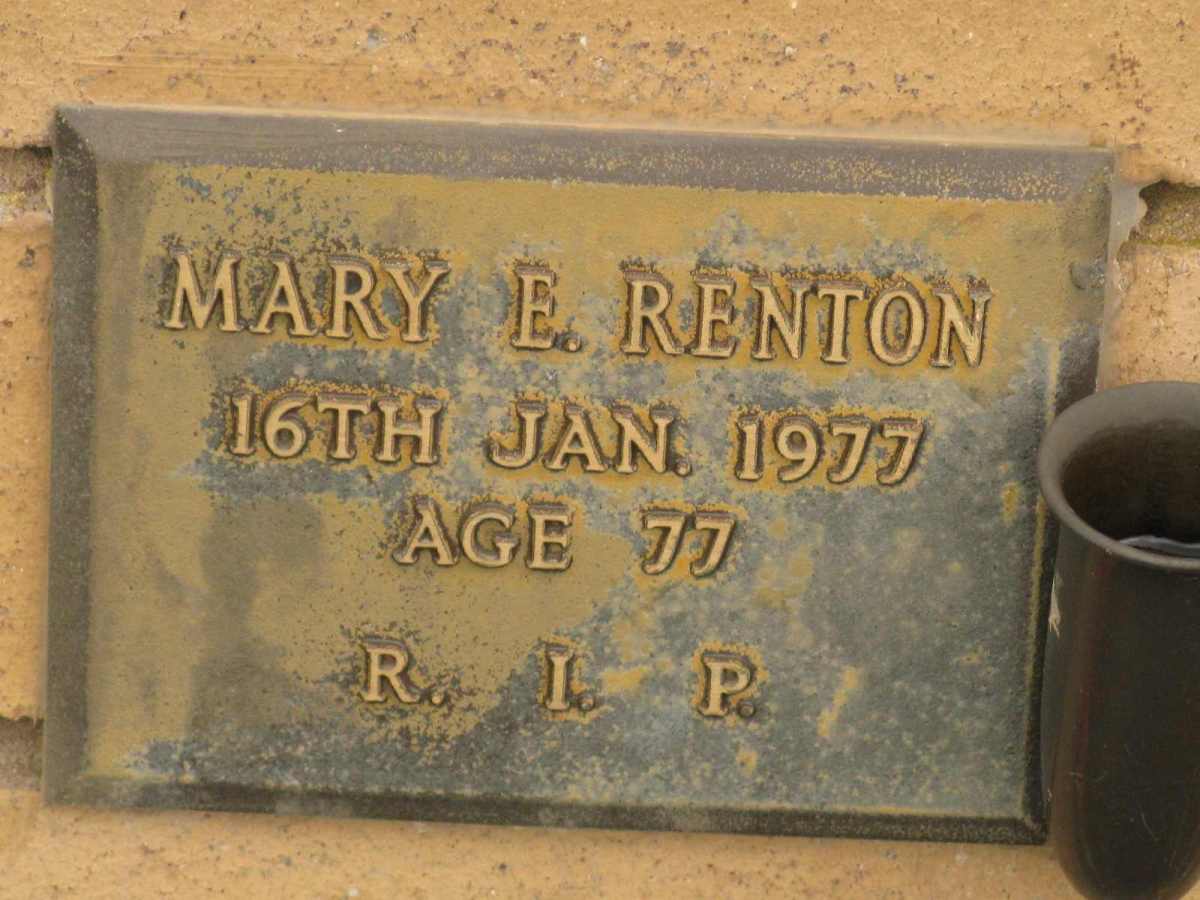 MARY E. RENTON
16TH JAN. 1977
AGE 77
R. I. P.